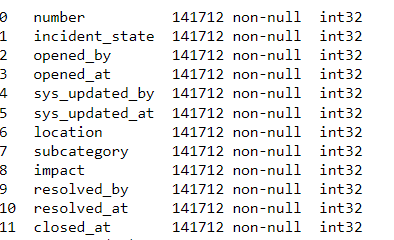 0 number 141712 non-null int32
1 incident_state 141712 non-null int32
2 opened_by 141712 non-null int32
3 opened_at 141712 non-null int32
4 sys_updated_by 141712 non-null int32
5 sys_updated_at 141712 non-null int32
6 location 141712 non-null int32
7 subcategory 141712 non-null int32
8 impact 141712 non-null int32
9 resolved_by 141712 non-null int32
10 resolved_at 141712 non-null int32
11 closed_at 141712 non-null int32